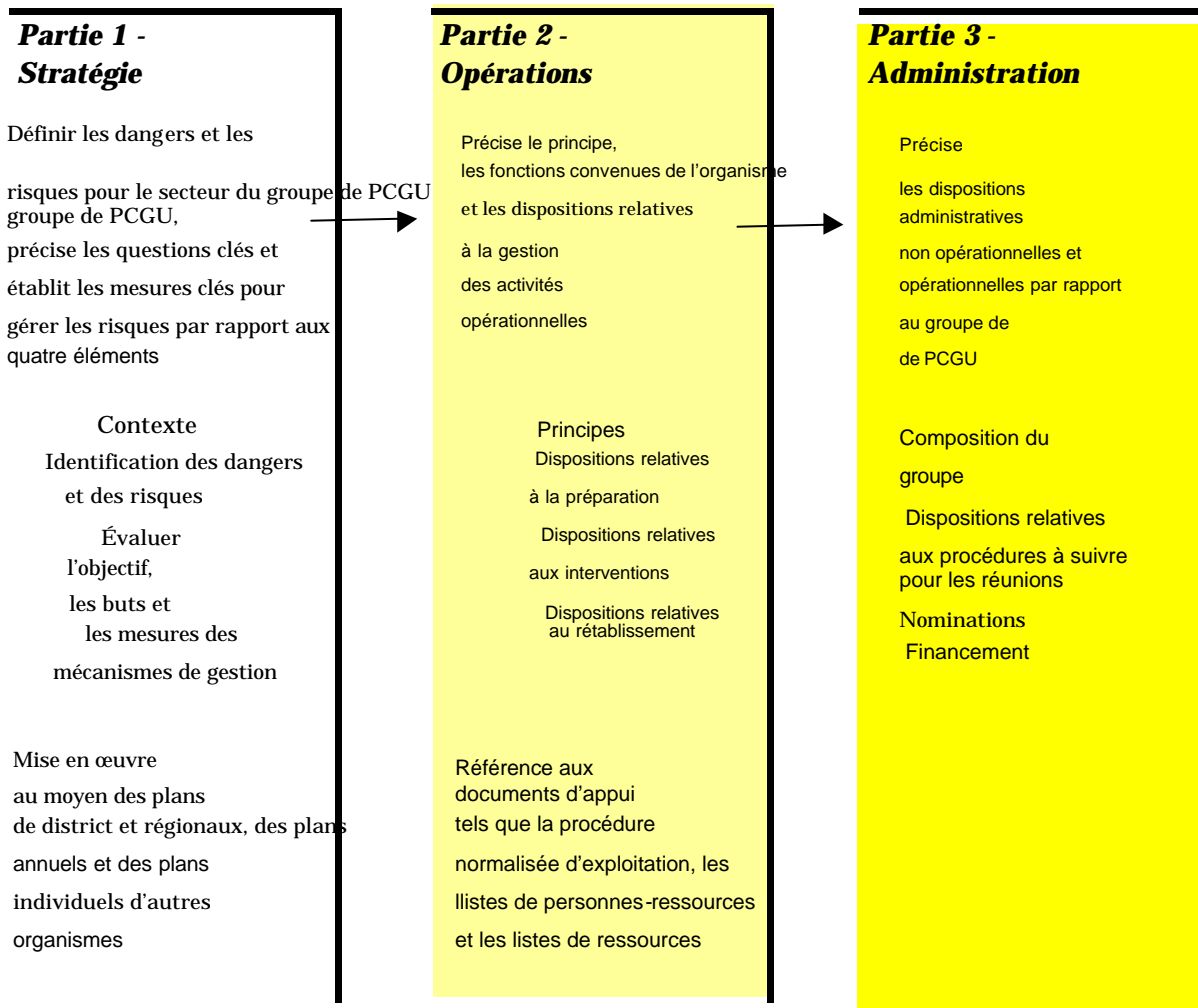 Partie 1 -
Stratégie
Définir les dangers et les
risques pour le secteur du groupe de PCGU
groupe de PCGU,
précise les questions clés et
établit les mesures clés pour
gérer les risques par rapport aux
quatre éléments
Contexte
Identification des dangers
et des risques
Évaluer
l'objectif,
les buts et
les mesures des
mécanismes de gestion
Mise en œuvre
au moyen des plans
de district et régionaux, des plans
annuels et des plans
individuels d'autres
organismes
Partie 2 -
Opérations
Précise le principe,
les fonctions convenues de l'organisme
et les dispositions relatives
à la gestion
des activités
opérationnelles
Principes
Dispositions relatives
à la préparation
Dispositions relatives
aux interventions
Dispositions relatives
au rétablissement
Référence aux
documents d'appui
tels que la procédure
normalisée d'exploitation, les
llistes de personnes-ressources
et les listes de ressources
Partie 3 -
Administration
Précise
les dispositions
administratives
non opérationnelles et
opérationnelles par rapport
au groupe de
de PCGU
Composition du
groupe
Dispositions relatives
aux procédures à suivre
pour les réunions
Nominations
Financement